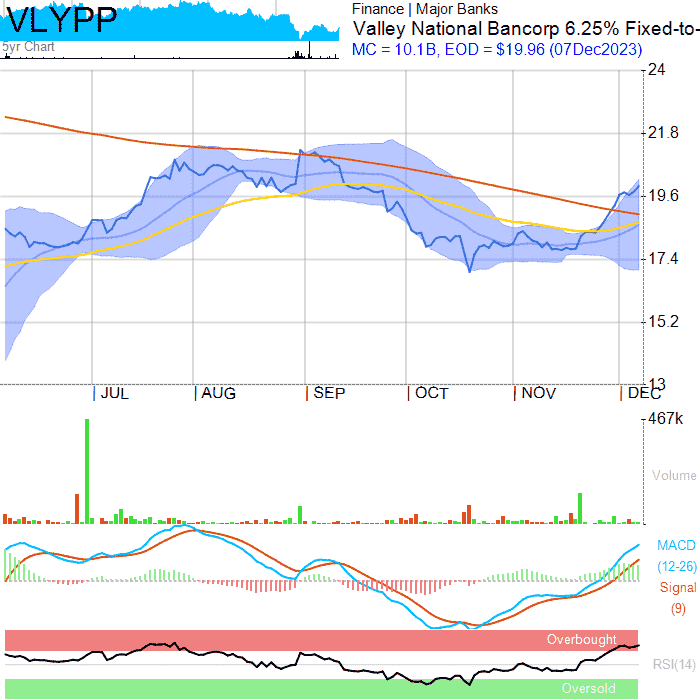 VLYPP
5yr Chart
Finance | Major Banks
Valley National Bancorp 6.25% Fixed-to-
MC = 10.1B, EOD = $19.96 (07Dec2023)
24
21.8
19.6
17.4
15.2
13
JUL AUG SEP OCT NOV DEC
467k
Volume
MACD
(12-26)
Signal
(9)
Overbought
RSI(14)
Oversold